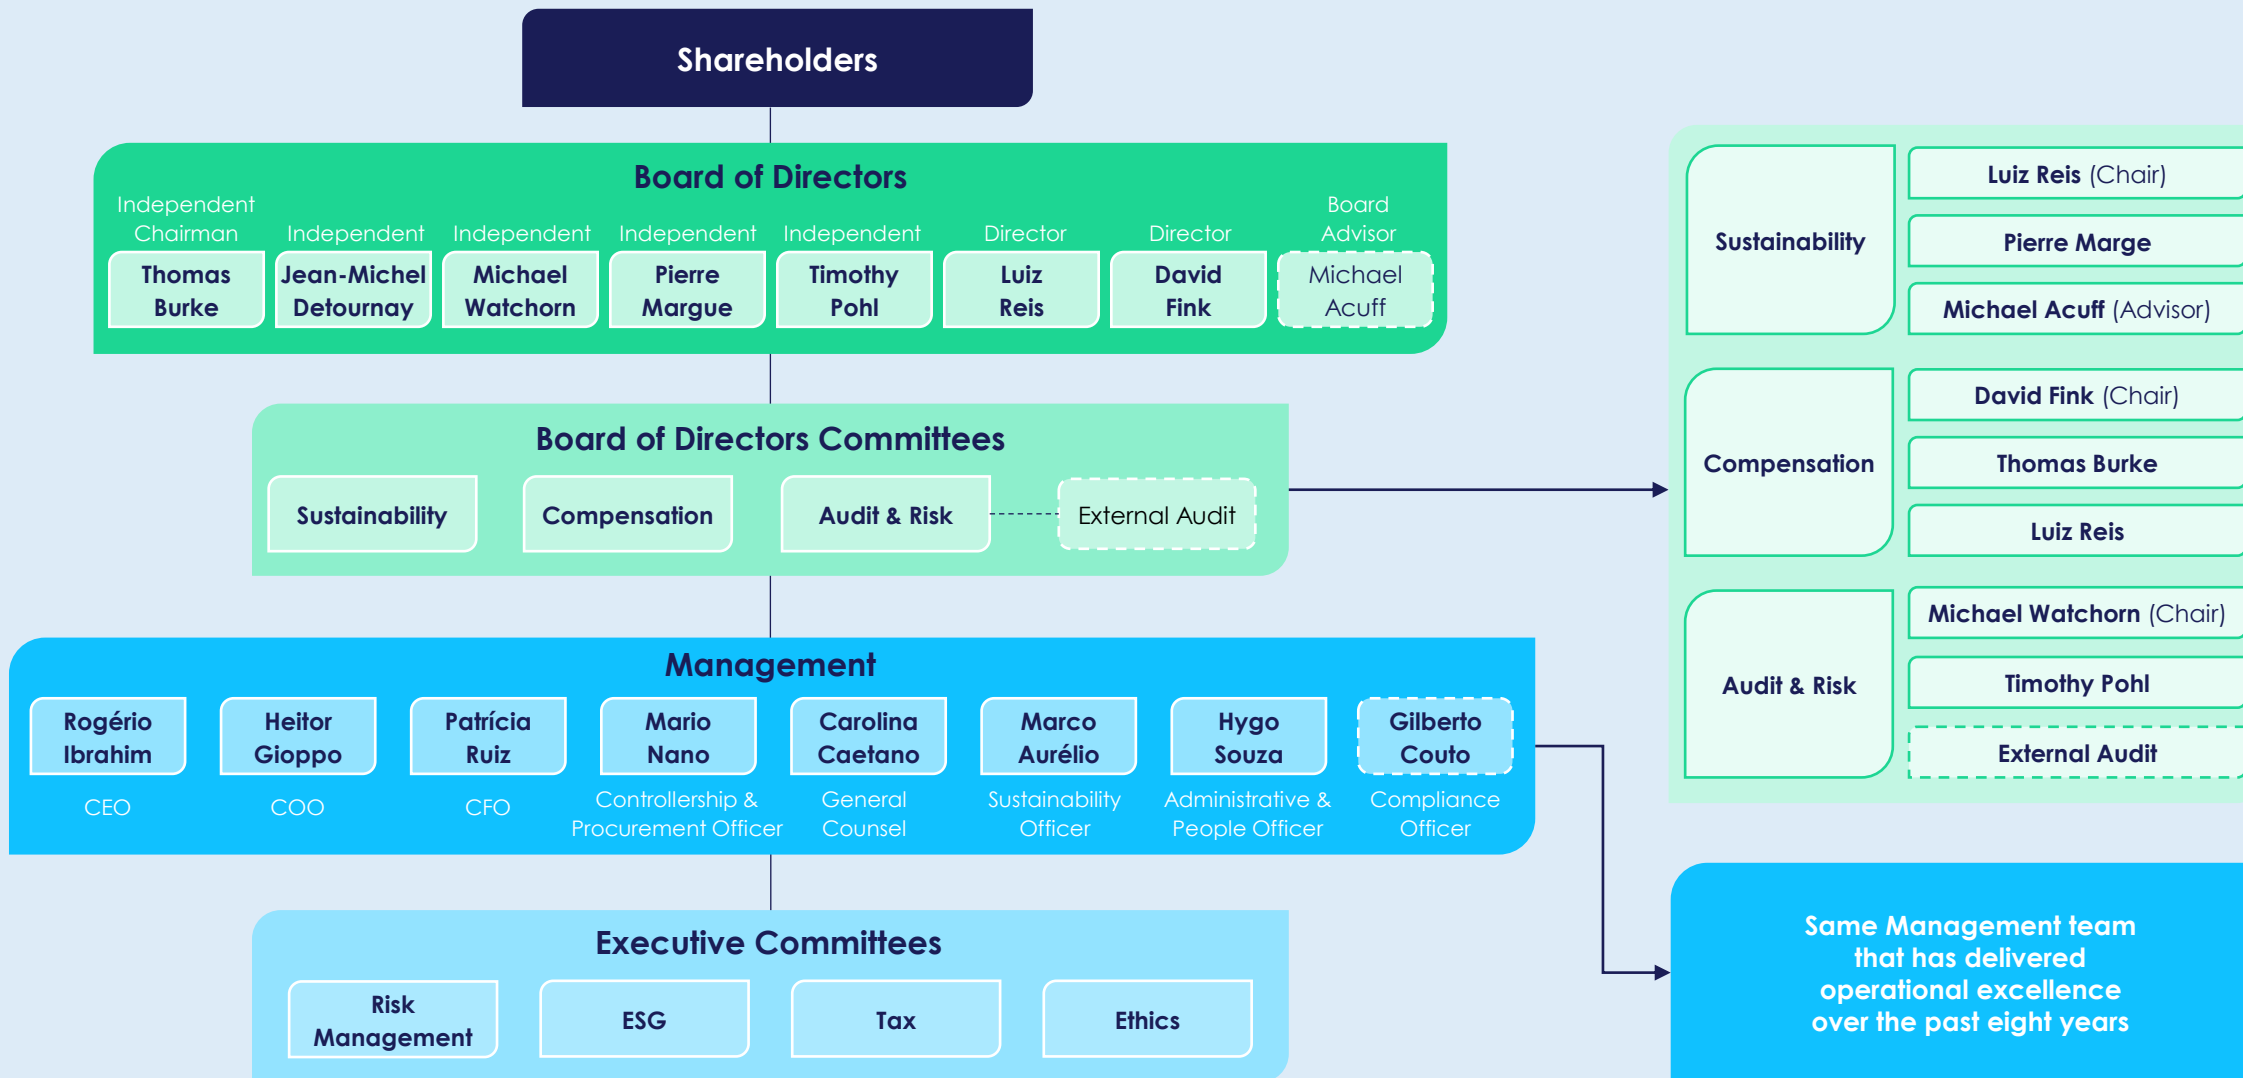 Shareholders
Board of Directors
Independent
Chairman
Thomas
Burke
Independent
Jean-Michel
Detournay
Independent
Michael
Watchorn
Independent
Pierre
Margue
Independent
Timothy
Pohl
Director
Luiz
Reis
Director
David
Fink
Board
Advisor
Michael
Acuff
Board of Directors Committees
Sustainability
Compensation
Audit & Risk
External Audit
Management
Rogério
Ibrahim
CEO
Heitor
Gioppo
COO
Patrícia
Ruiz
CFO
Mario
Nano
Controllership &
Procurement Officer
Carolina
Caetano
General
Counsel
Marco
Aurélio
Sustainability
Officer
Hygo
Souza
Administrative &
People Officer
Gilberto
Couto
Compliance
Officer
Executive Committees
Risk
Management
ESG
Tax
Ethics
Sustainability
Luiz Reis (Chair)
Pierre Marge
Michael Acuff (Advisor)
Compensation
David Fink (Chair)
Thomas Burke
Luiz Reis
Audit & Risk
Michael Watchorn (Chair)
Timothy Pohl
External Audit
Same Management team
that has delivered
operational excellence
over the past eight years